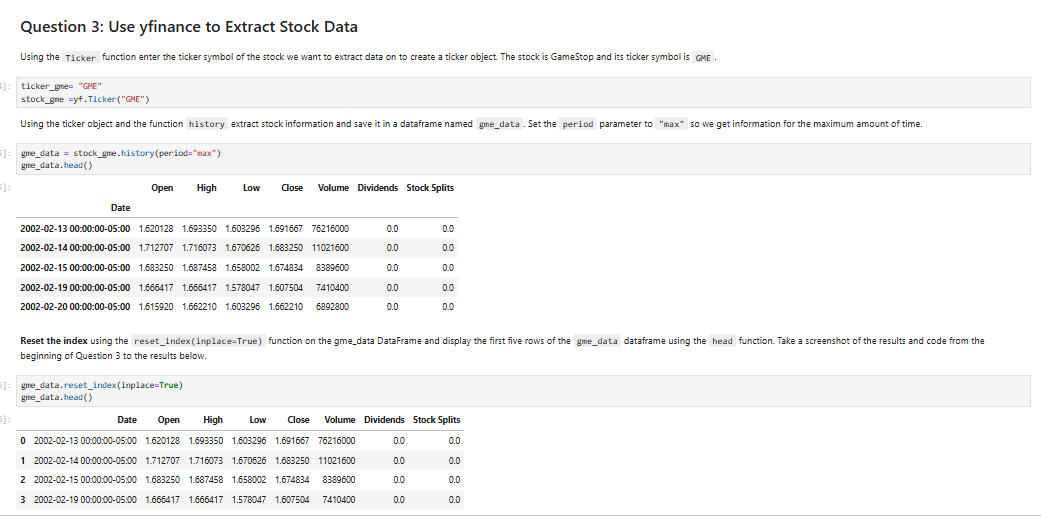 Question 3: Use yfinance to Extract Stock Data
Using the Ticker function enter the ticker symbol of the stock we want to extract data on to create a ticker object. The stock is GameStop and its ticker symbol is GME .
ticker_gme= "GME"
stock_gme =yf.Ticker("GME")
Using the ticker object and the function history extract stock information and save it in a dataframe named gme_data . Set the period parameter to "max" so we get information for the maximum amount of time.
gme_data = stock_gme.history(period="max")
gme_data.head()
Open High Low Close Volume Dividends Stock Splits
Date
2002-02-13 00:00:00-05:00 1.620128 1.693350 1.603296 1.691667 76216000 0.0 0.0
2002-02-14 00:00:00-05:00 1.712707 1.716073 1.670626 1.683250 11021600 0.0 0.0
2002-02-15 00:00:00-05:00 1.683250 1.687458 1.658002 1.674834 8389600 0.0 0.0
2002-02-19 00:00:00-05:00 1.666417 1.666417 1.578047 1.607504 7410400 0.0 0.0
2002-02-20 00:00:00-05:00 1.615920 1.662210 1.603296 1.662210 6892800 0.0 0.0
Reset the index using the reset_index(inplace=True) function on the gme_data DataFrame and display the first five rows of the gme_data dataframe using the head function. Take a screenshot of the results and code from the
beginning of Question 3 to the results below.
gme_data.reset_index(inplace=True)
gme_data.head()
Date Open High Low Close Volume Dividends Stock Splits
0 2002-02-13 00:00:00-05:00 1.620128 1.693350 1.603296 1.691667 76216000 0.0 0.0
1 2002-02-14 00:00:00-05:00 1.712707 1.716073 1.670626 1.683250 11021600 0.0 0.0
2 2002-02-15 00:00:00-05:00 1.683250 1.687458 1.658002 1.674834 8389600 0.0 0.0
3 2002-02-19 00:00:00-05:00 1.666417 1.666417 1.578047 1.607504 7410400 0.0 0.0